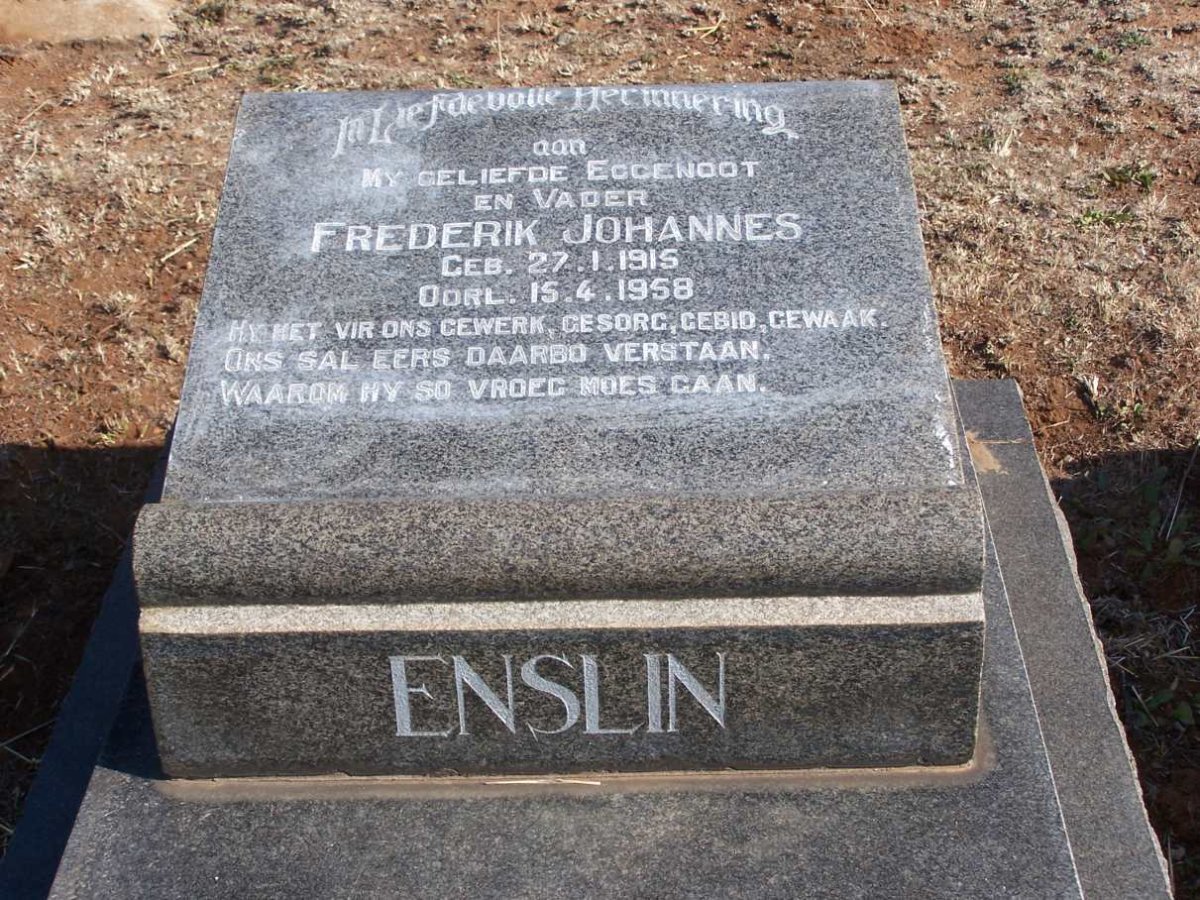 In Liefdevolle Herinnering
aan
MY GELIEFDE EGGENOOT
EN VADER
FREDERIK JOHANNES
GEB. 27.1.1915
OORL. 15.4.1958
HY HET VIR ONS GEWERK, GESORG, GEBID, GEWAAK.
ONS SAL EERS DAARBO VERSTAAN,
WAAROM HY SO VROEG MOES GAAN.
ENSLIN